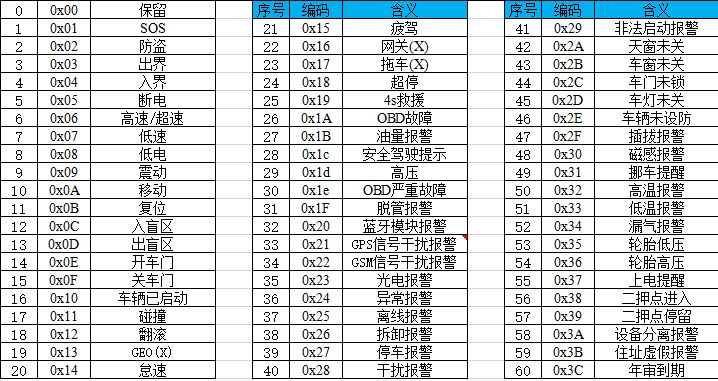 0 0x00 保留 序号 编码 含义 序号 编码 含义
1 0x01 SOS 21 0x15 疲驾 41 0x29 非法启动报警
2 0x02 防盗 22 0x16 网关(X) 42 0x2A 天窗未关
3 0x03 出界 23 0x17 拖车(X) 43 0x2B 车窗未关
4 0x04 入界 24 0x18 超停 44 0x2C 车门未锁
5 0x05 断电 25 0x19 4s救援 45 0x2D 车灯未关
6 0x06 高速/超速 26 0x1A OBD故障 46 0x2E 车辆未设防
7 0x07 低速 27 0x1B 油量报警 47 0x2F 插拔报警
8 0x08 低电 28 0x1c 安全驾驶提示 48 0x30 磁感报警
9 0x09 震动 29 0x1d 高压 49 0x31 挪车提醒
10 0x0A 移动 30 0x1e OBD严重故障 50 0x32 高温报警
11 0x0B 复位 31 0x1F 脱管报警 51 0x33 低温报警
12 0x0C 入盲区 32 0x20 蓝牙模块报警 52 0x34 漏气报警
13 0x0D 出盲区 33 0x21 GPS信号干扰报警 53 0x35 轮胎低压
14 0x0E 开车门 34 0x22 GSM信号干扰报警 54 0x36 轮胎高压
15 0x0F 关车门 35 0x23 光电报警 55 0x37 上电提醒
16 0x10 车辆已启动 36 0x24 异常报警 56 0x38 二押点进入
17 0x11 碰撞 37 0x25 离线报警 57 0x39 二押点停留
18 0x12 翻滚 38 0x26 拆卸报警 58 0x3A 设备分离报警
19 0x13 GEO(X) 39 0x27 停车报警 59 0x3B 住址虚假报警
20 0x14 怠速 40 0x28 干扰报警 60 0x3C 年审到期